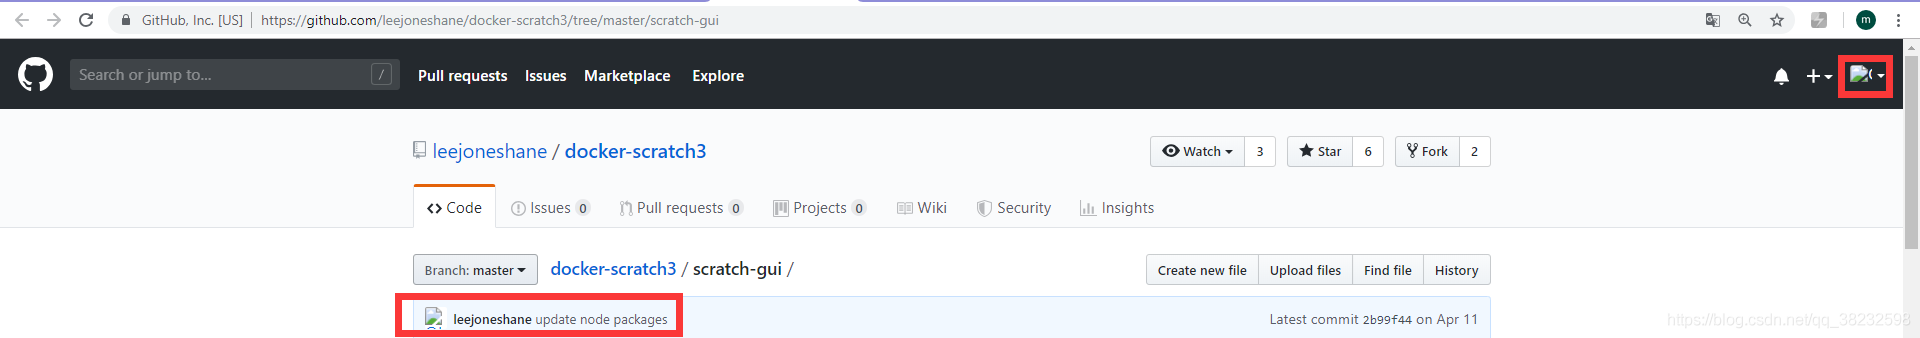 GitHub, Inc. [US] | https://github.com/leejoneshane/docker-scratch3/tree/master/scratch-gui
m
Search or jump to... / Pull requests Issues Marketplace Explore
leejoneshane / docker-scratch3 Watch 3 Star 6 Fork 2
Code Issues 0 Pull requests 0 Projects 0 Wiki Security Insights
Branch: master docker-scratch3 / scratch-gui / Create new file Upload files Find file History
leejoneshane update node packages Latest commit 2b99f44 on Apr 11
https://blog.csdn.net/qq_38232598